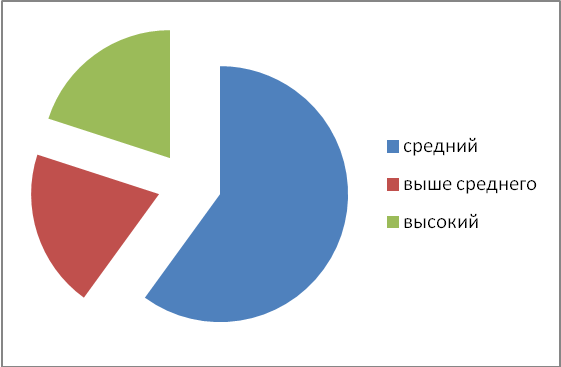 средний
выше среднего
высокий